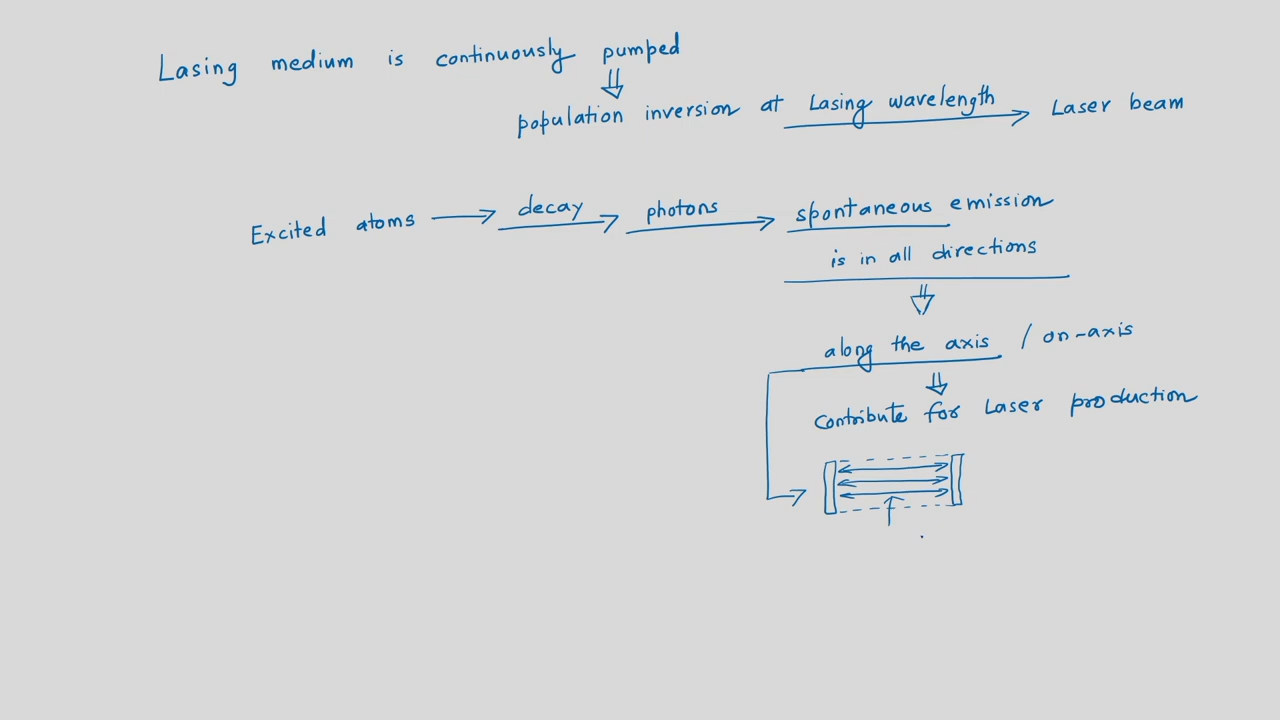 Lasing medium is continuously pumped
⇓
population inversion at Lasing wavelength → Laser beam
Excited atoms → decay → photons → spontaneous emission
is in all directions
⇓
along the axis / on-axis
⇓
Contribute for Laser production